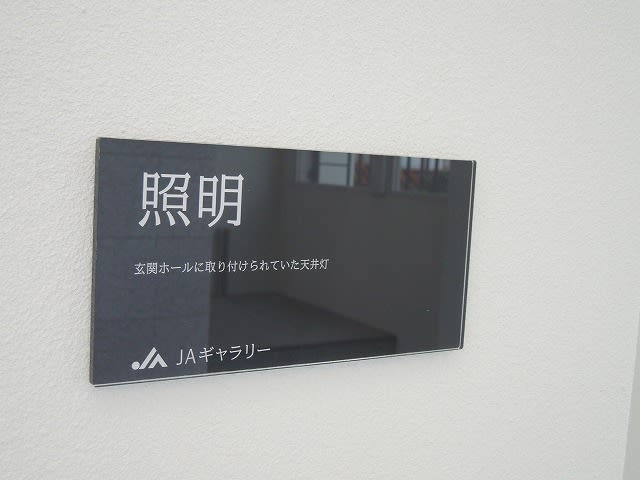 照明
玄関ホールに取り付けられていた天井灯
JAギャラリー